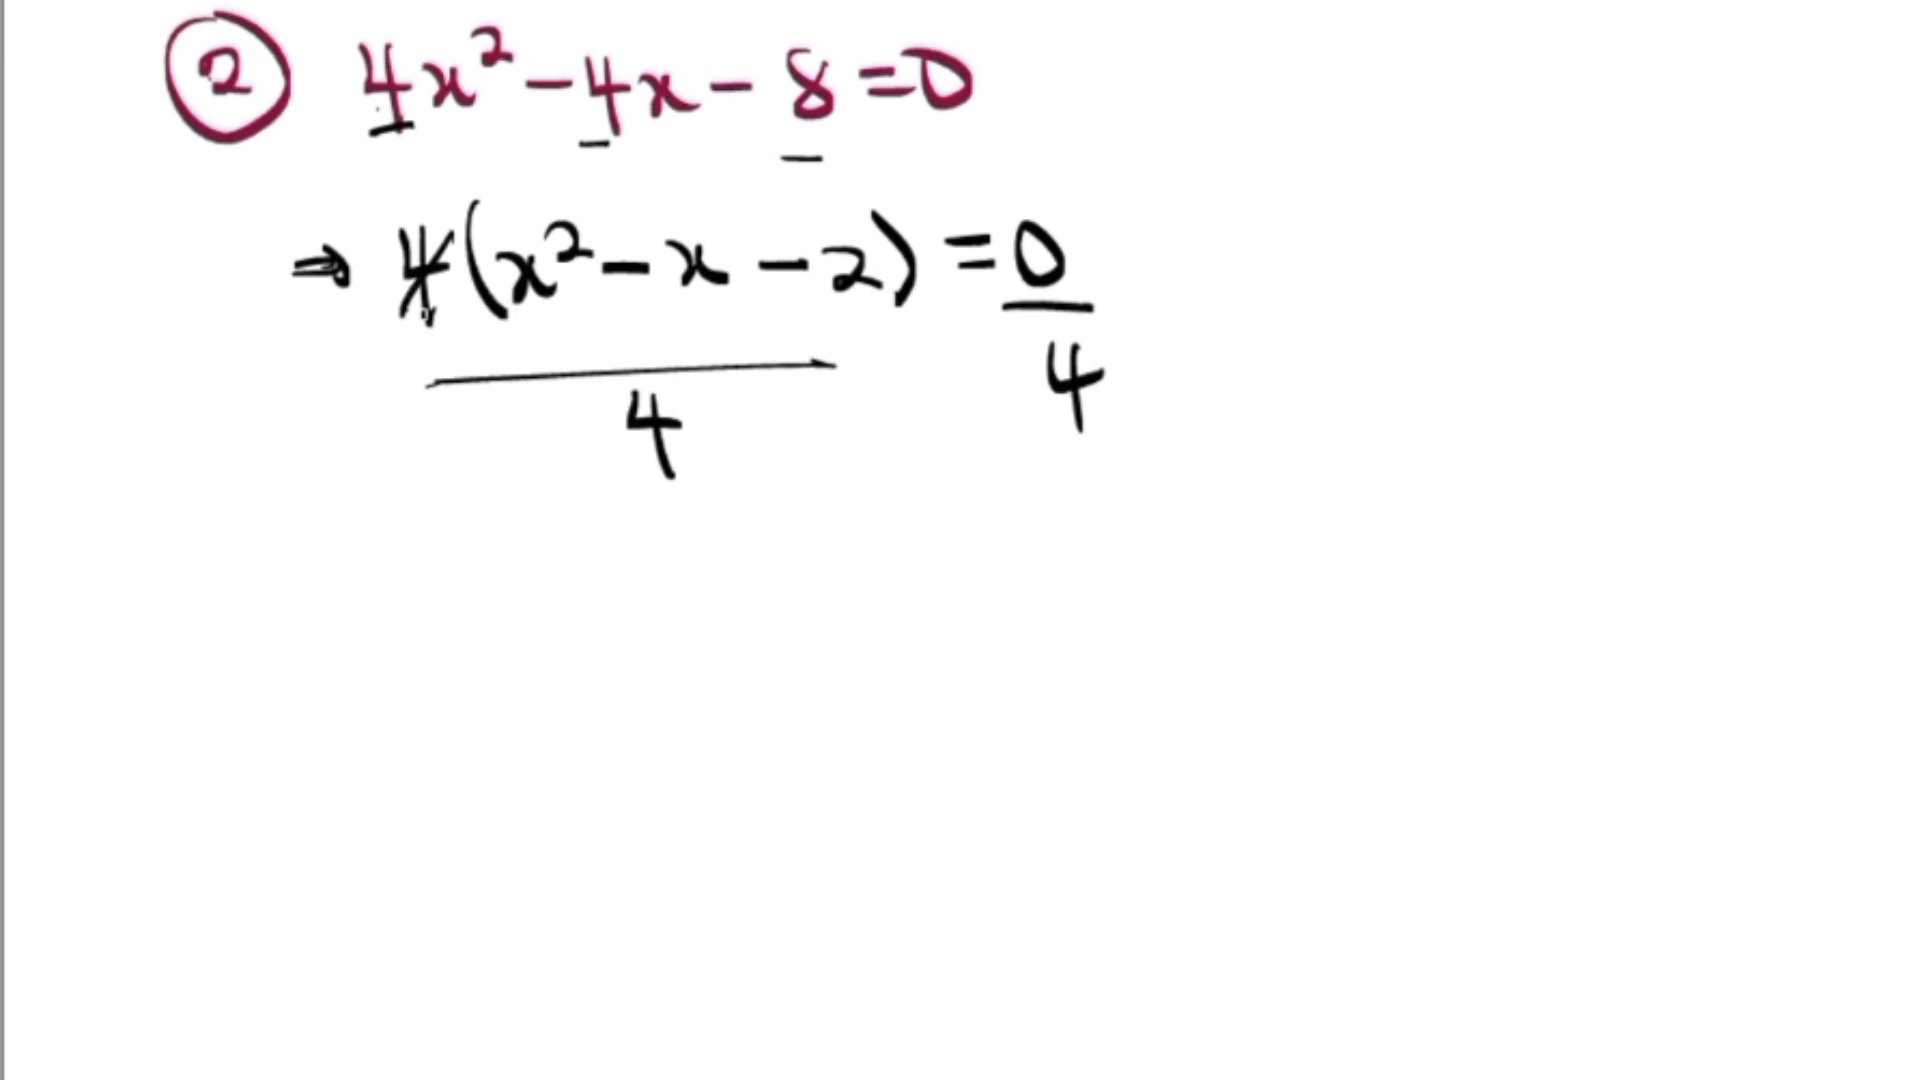 ② 4x² - 4x - 8 = 0
⇒ 4(x² - x - 2) = 0
4 4